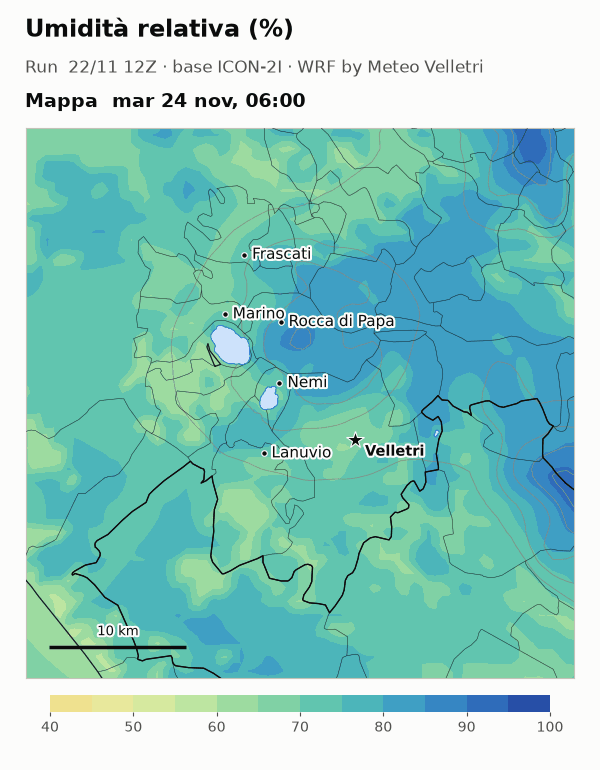 Umidità relativa (%)
Run  22/11 12Z · base ICON-2I · WRF by Meteo Velletri
Mappa  mar 24 nov, 06:00
Frascati
Marino
Rocca di Papa
Nemi
Velletri
Lanuvio
10 km
40 50 60 70 80 90 100